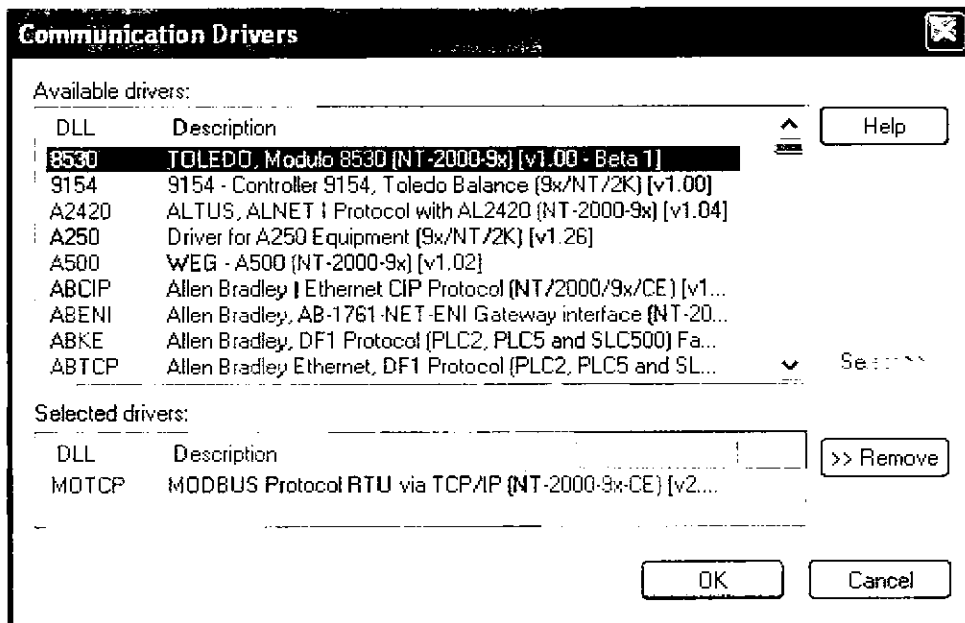 Communication Drivers
Available drivers:
DLL Description
Help
8530 TOLEDO, Modulo 8530 (NT-2000-9x) [v1.00 - Beta 1]
9154 9154 - Controller 9154, Toledo Balance (9x/NT/2K) [v1.00]
A2420 ALTUS, ALNET I Protocol with AL2420 (NT-2000-9x) [v1.04]
A250 Driver for A250 Equipment (9x/NT/2K) [v1.26]
A500 WEG - A500 (NT-2000-9x) [v1.02]
ABCIP Allen Bradley | Ethernet CIP Protocol (NT/2000/9x/CE) [v1...
ABENI Allen Bradley, AB-1761-NET-ENI Gateway interface (NT-20...
ABKE Allen Bradley, DF1 Protocol (PLC2, PLC5 and SLC500) Fa...
ABTCP Allen Bradley Ethernet, DF1 Protocol (PLC2, PLC5 and SL...
Selected drivers:
DLL Description
>> Remove
MOTCP MODBUS Protocol RTU via TCP/IP (NT-2000-9x-CE) [v2....
OK Cancel